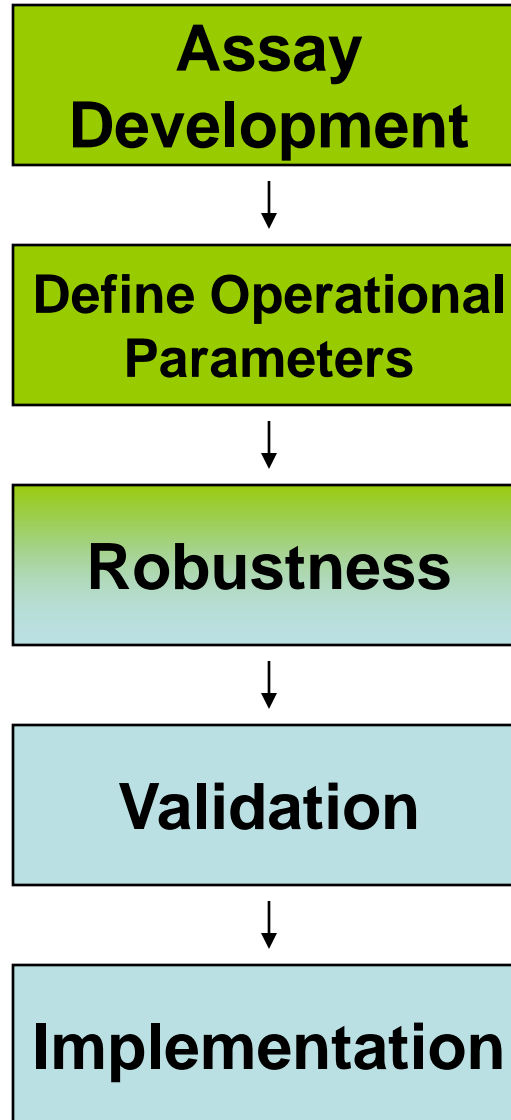 Assay
Development
Define Operational
Parameters
Robustness
Validation
Implementation